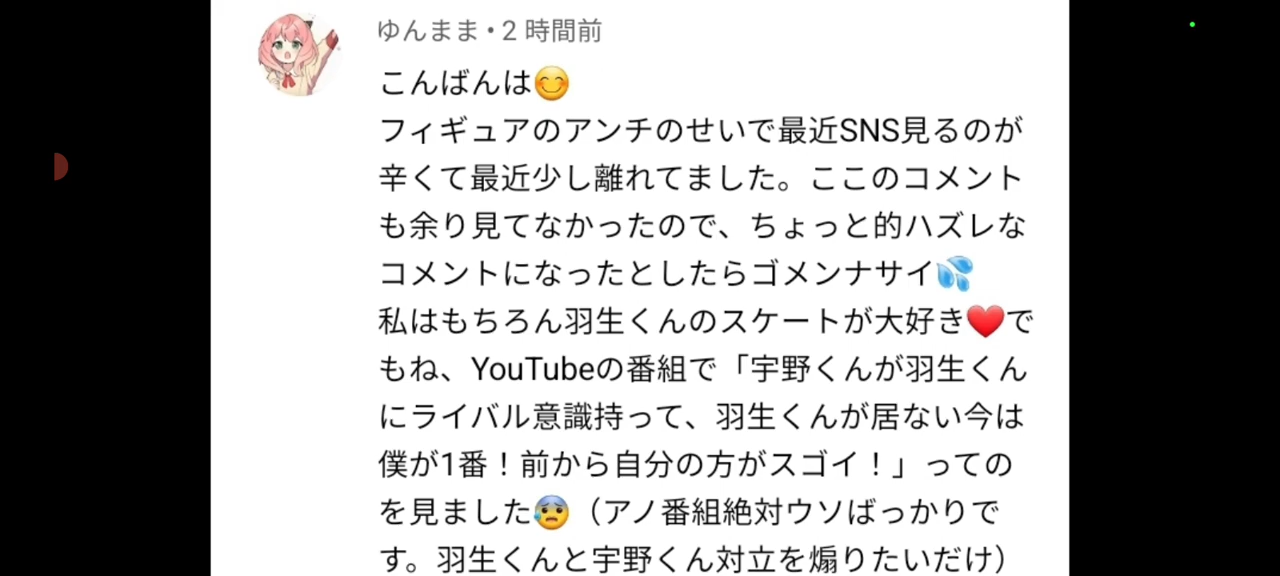 ゆんまま • 2 時間前
こんばんは😊
フィギュアのアンチのせいで最近SNS見るのが
辛くて最近少し離れてました。ここのコメント
も余り見てなかったので、ちょっと的ハズレな
コメントになったとしたらゴメンナサイ💦
私はもちろん羽生くんのスケートが大好き❤️で
もね、YouTubeの番組で「宇野くんが羽生くん
にライバル意識持って、羽生くんが居ない今は
僕が1番！前から自分の方がスゴイ！」っての
を見ました😰（アノ番組絶対ウソばっかりで
す。羽生くんと宇野くん対立を煽りたいだけ）